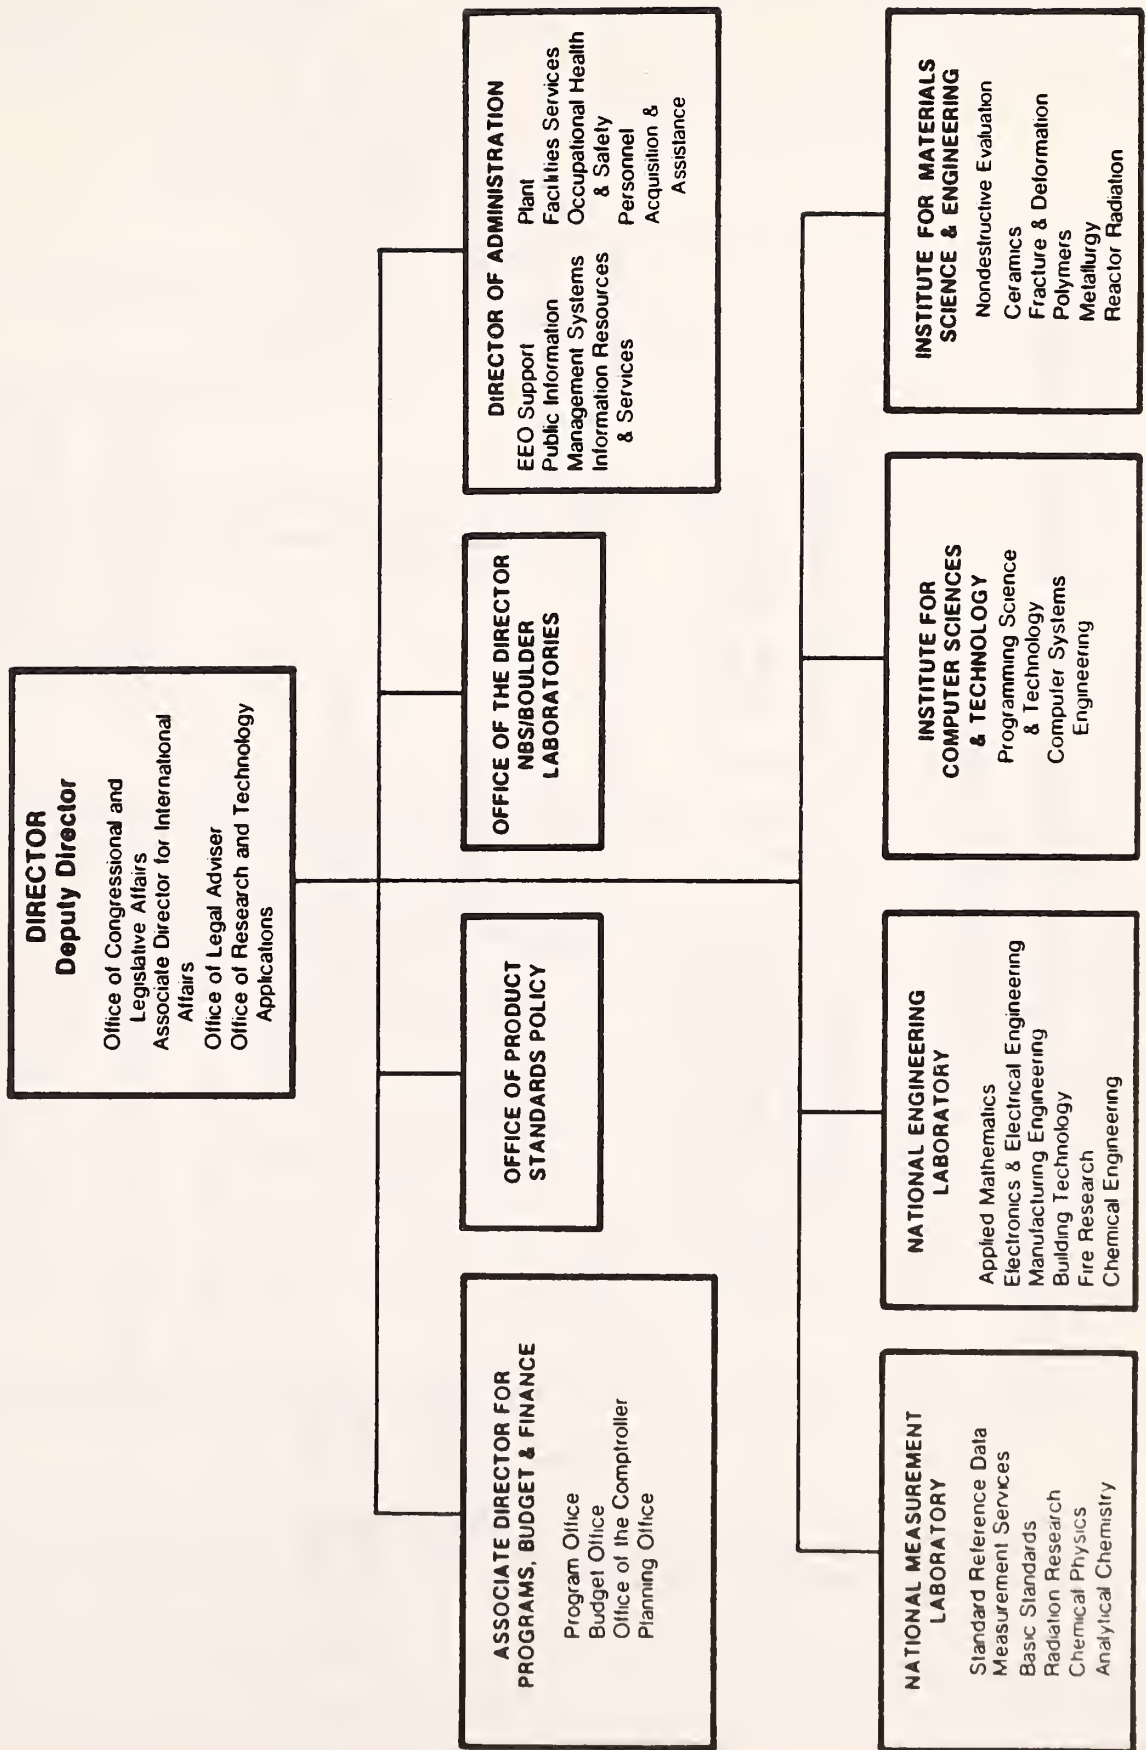 DIRECTOR
Deputy Director
Office of Congressional and
Legislative Affairs
Associate Director for International
Affairs
Office of Legal Adviser
Office of Research and Technology
Applications
ASSOCIATE DIRECTOR FOR
PROGRAMS, BUDGET & FINANCE
Program Office
Budget Office
Office of the Comptroller
Planning Office
OFFICE OF PRODUCT
STANDARDS POLICY
OFFICE OF THE DIRECTOR
NBS/BOULDER
LABORATORIES
DIRECTOR OF ADMINISTRATION
EEO Support
Public Information
Management Systems
Information Resources
& Services
Plant
Facilities Services
Occupational Health
& Safety
Personnel
Acquisition &
Assistance
NATIONAL MEASUREMENT
LABORATORY
Standard Reference Data
Measurement Services
Basic Standards
Radiation Research
Chemical Physics
Analytical Chemistry
NATIONAL ENGINEERING
LABORATORY
Applied Mathematics
Electronics & Electrical Engineering
Manufacturing Engineering
Building Technology
Fire Research
Chemical Engineering
INSTITUTE FOR
COMPUTER SCIENCES
& TECHNOLOGY
Programming Science
& Technology
Computer Systems
Engineering
INSTITUTE FOR MATERIALS
SCIENCE & ENGINEERING
Nondestructive Evaluation
Ceramics
Fracture & Deformation
Polymers
Metallurgy
Reactor Radiation